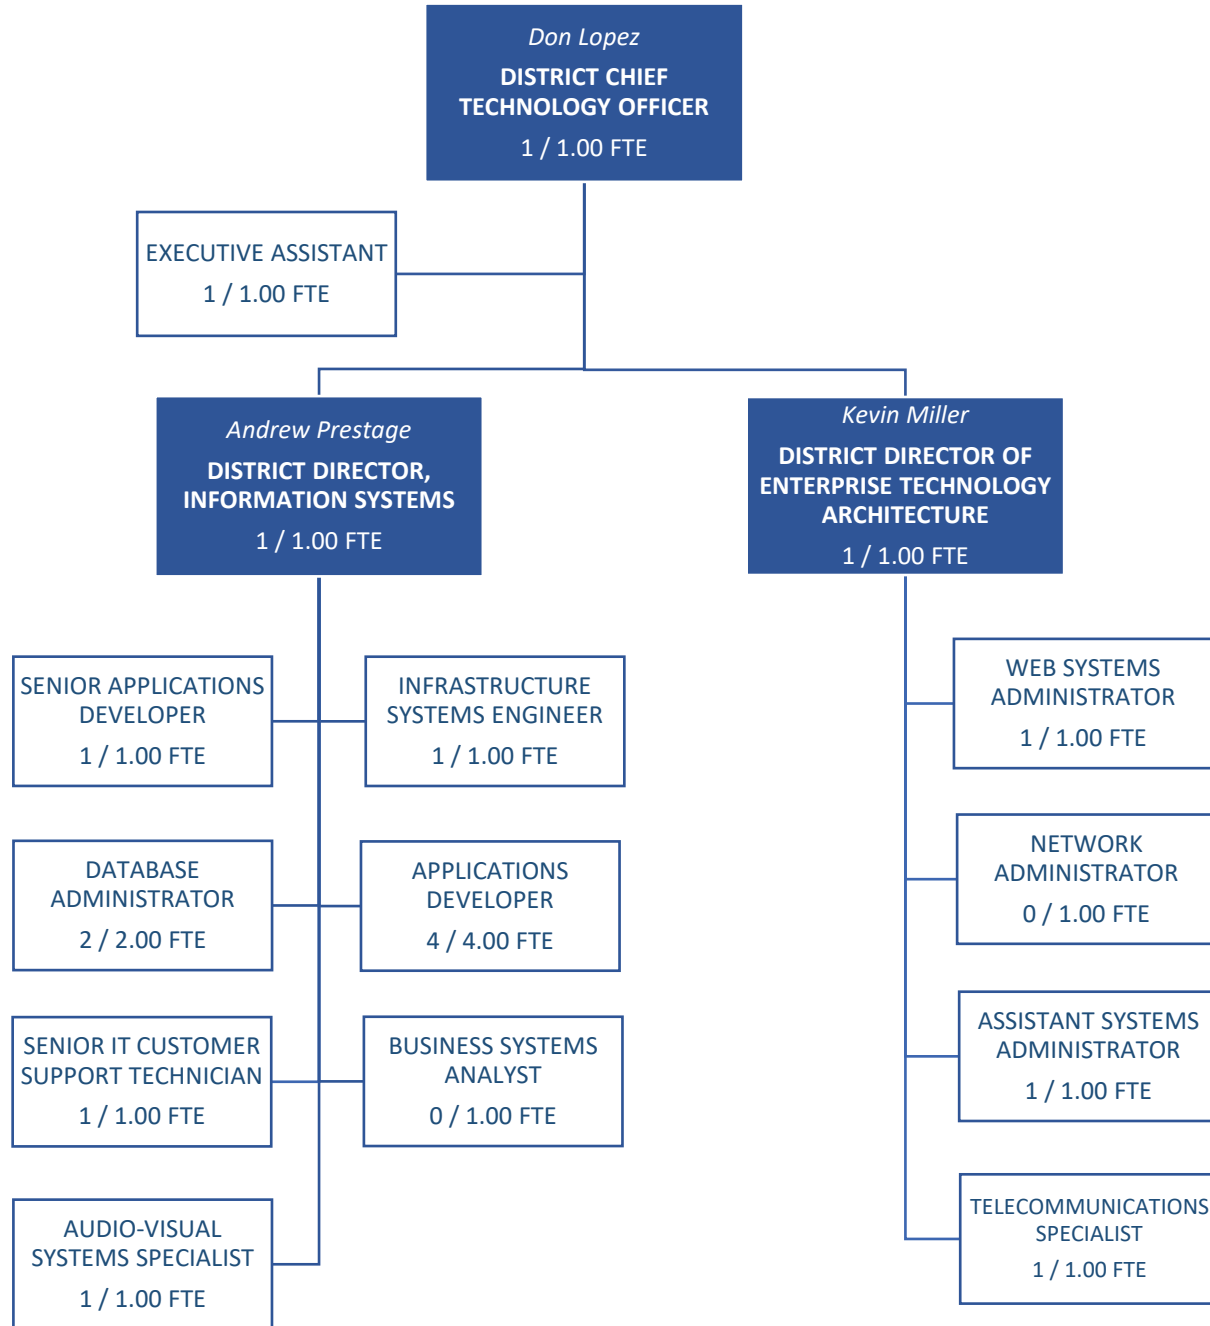 Don Lopez
DISTRICT CHIEF
TECHNOLOGY OFFICER
1 / 1.00 FTE
EXECUTIVE ASSISTANT
1 / 1.00 FTE
Andrew Prestage
DISTRICT DIRECTOR,
INFORMATION SYSTEMS
1 / 1.00 FTE
Kevin Miller
DISTRICT DIRECTOR OF
ENTERPRISE TECHNOLOGY
ARCHITECTURE
1 / 1.00 FTE
SENIOR APPLICATIONS
DEVELOPER
1 / 1.00 FTE
INFRASTRUCTURE
SYSTEMS ENGINEER
1 / 1.00 FTE
DATABASE
ADMINISTRATOR
2 / 2.00 FTE
APPLICATIONS
DEVELOPER
4 / 4.00 FTE
SENIOR IT CUSTOMER
SUPPORT TECHNICIAN
1 / 1.00 FTE
BUSINESS SYSTEMS
ANALYST
0 / 1.00 FTE
AUDIO-VISUAL
SYSTEMS SPECIALIST
1 / 1.00 FTE
WEB SYSTEMS
ADMINISTRATOR
1 / 1.00 FTE
NETWORK
ADMINISTRATOR
0 / 1.00 FTE
ASSISTANT SYSTEMS
ADMINISTRATOR
1 / 1.00 FTE
TELECOMMUNICATIONS
SPECIALIST
1 / 1.00 FTE